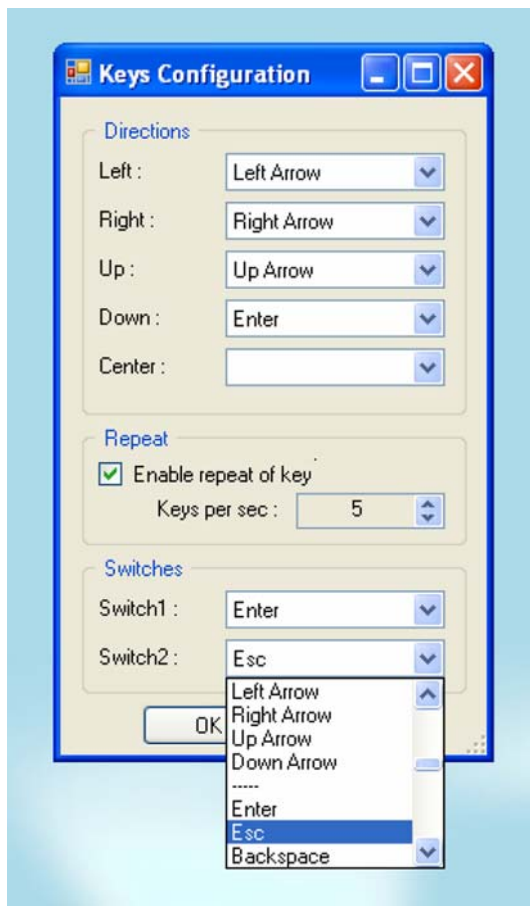 Keys Configuration
Directions
Left : Left Arrow
Right : Right Arrow
Up : Up Arrow
Down : Enter
Center :
Repeat
Enable repeat of key
Keys per sec : 5
Switches
Switch1 : Enter
Switch2 : Esc
Left Arrow
OK Right Arrow
Up Arrow
Down Arrow
-----
Enter
Esc
Backspace